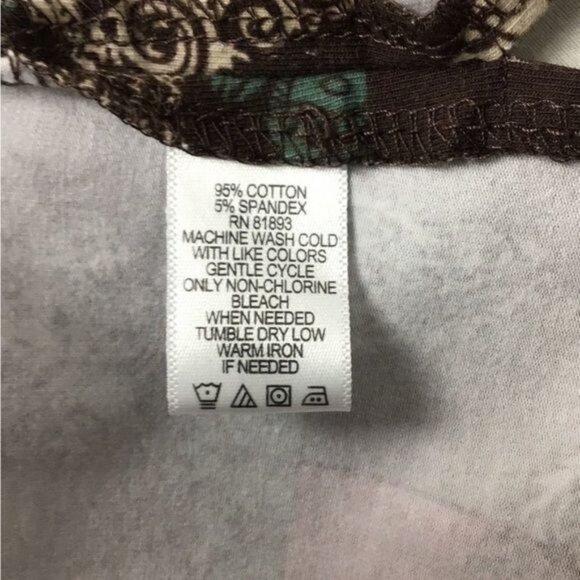 95% COTTON
5% SPANDEX
RN 81893
MACHINE WASH COLD
WITH LIKE COLORS
GENTLE CYCLE
ONLY NON-CHLORINE
BLEACH
WHEN NEEDED
TUMBLE DRY LOW
WARM IRON
IF NEEDED